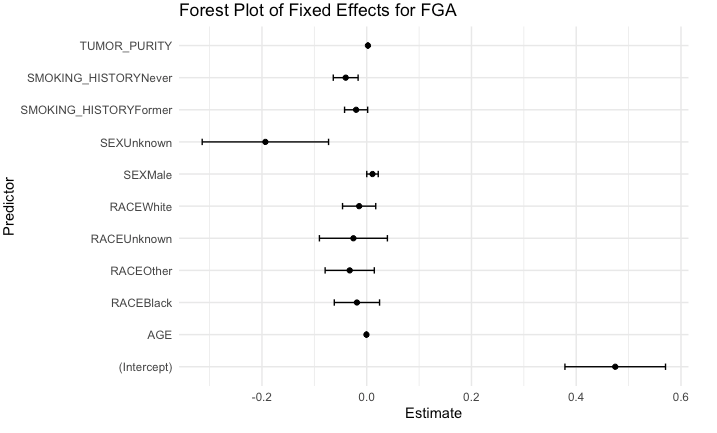 Forest Plot of Fixed Effects for FGA
Predictor
TUMOR_PURITY
SMOKING_HISTORYNever
SMOKING_HISTORYFormer
SEXUnknown
SEXMale
RACEWhite
RACEUnknown
RACEOther
RACEBlack
AGE
(Intercept)
-0.2 0.0 0.2 0.4 0.6
Estimate